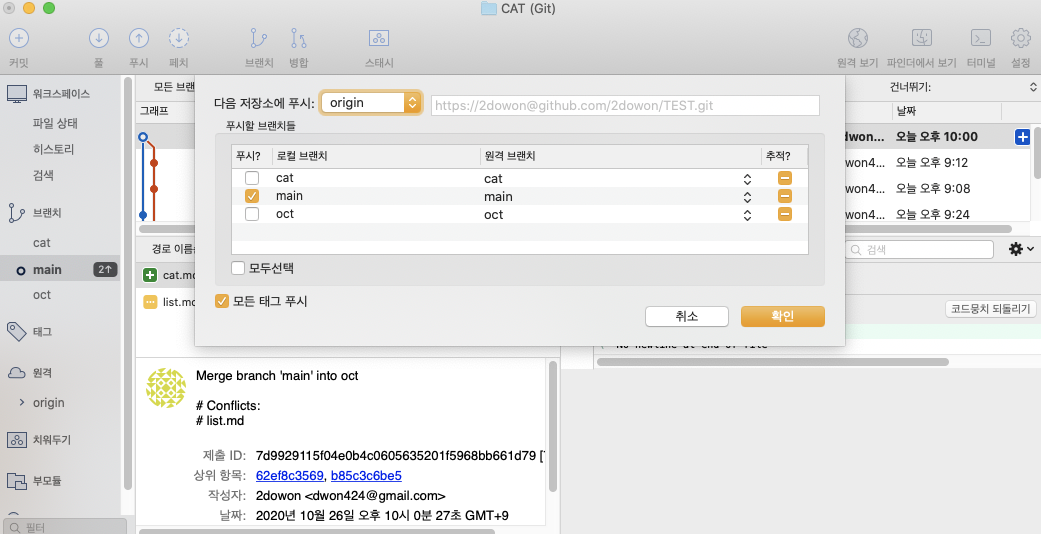 CAT (Git)
커밋 풀 푸시 페치 브랜치 병합 스태시 원격 보기 파인더에서 보기 터미널 설정
워크스페이스
파일 상태
히스토리
검색
브랜치
cat
main 2↑
oct
태그
원격
origin
치워두기
부모듈
필터
모든 브랜
건너뛰기:
그래프
날짜
dwon... 오늘 오후 10:00
dwon4... 오늘 오후 9:12
dwon4... 오늘 오후 9:08
dwon4... 오늘 오후 9:24
다음 저장소에 푸시: origin https://2dowon@github.com/2dowon/TEST.git
푸시할 브랜치들
푸시? 로컬 브랜치 원격 브랜치 추적?
cat cat
main main
oct oct
모두선택
모든 태그 푸시
취소 확인
경로 이름
검색
cat.md
list.md
코드뭉치 되돌리기
No newline at end of file
Merge branch 'main' into oct
# Conflicts:
# list.md
제출 ID: 7d9929115f04e0b4c0605635201f5968bb661d79 [
상위 항목: 62ef8c3569, b85c3c6be5
작성자: 2dowon <dwon424@gmail.com>
날짜: 2020년 10월 26일 오후 10시 0분 27초 GMT+9